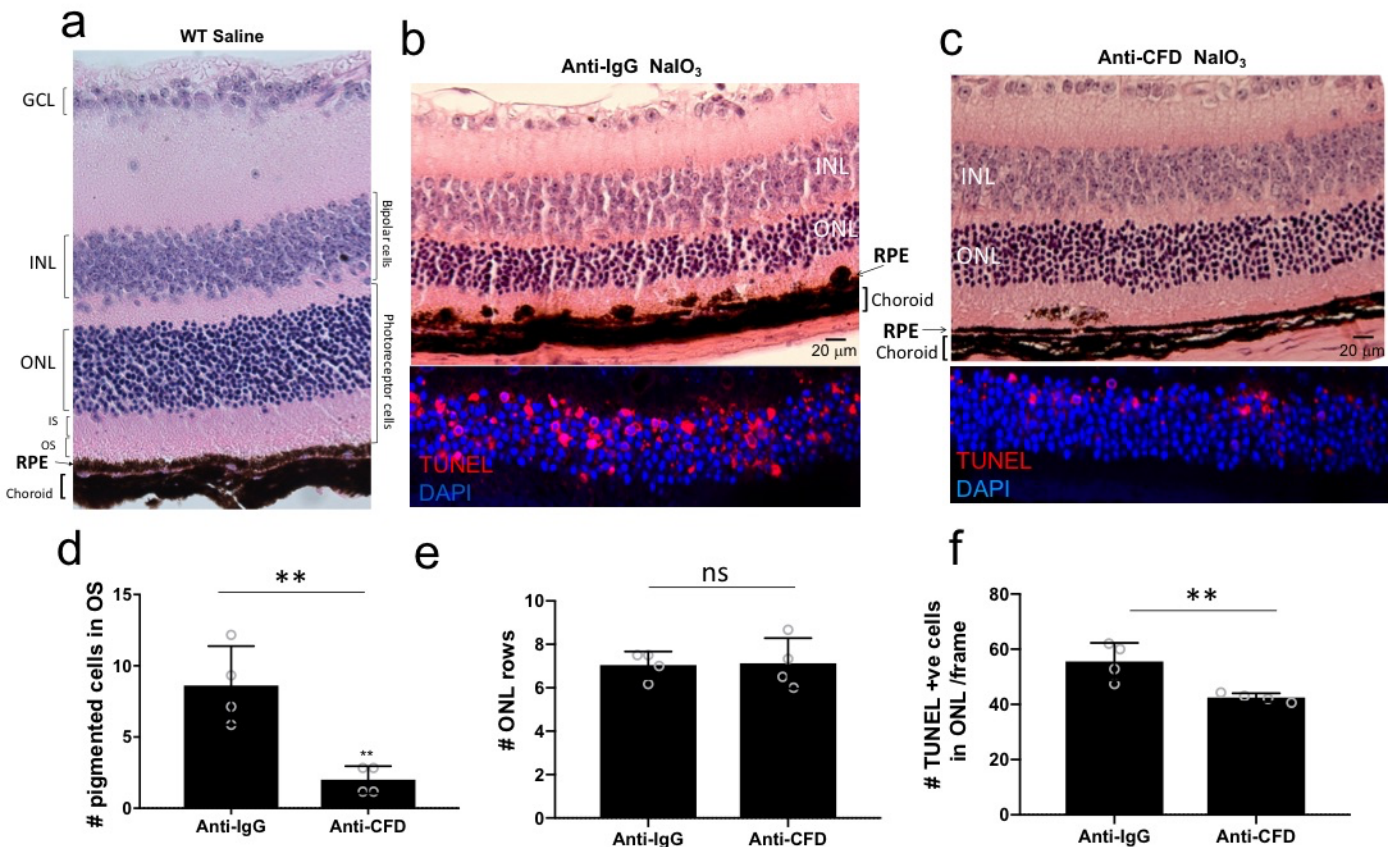 a
WT Saline
GCL
INL
ONL
IS
OS
RPE
Choroid
Bipolar cells
Photoreceptor cells
b
Anti-IgG NaIO₃
INL
ONL
RPE
Choroid
20 µm
TUNEL
DAPI
c
Anti-CFD NaIO₃
INL
ONL
RPE
Choroid
20 µm
TUNEL
DAPI
d
**
# pigmented cells in OS
15
10
5
0
**
Anti-IgG
Anti-CFD
e
ns
# ONL rows
10
8
6
4
2
0
Anti-IgG
Anti-CFD
f
**
# TUNEL +ve cells
in ONL /frame
80
60
40
20
0
Anti-IgG
Anti-CFD